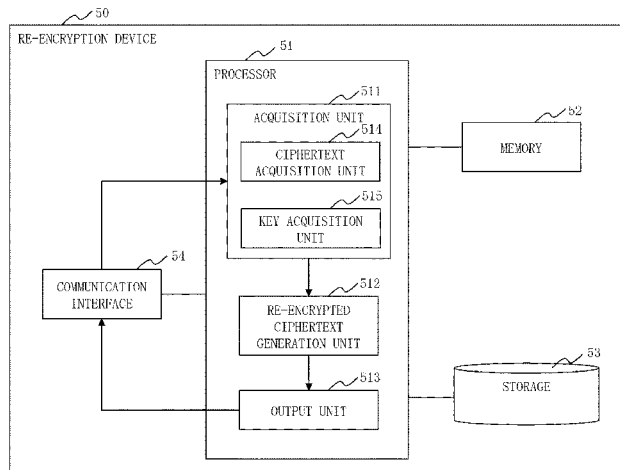 50
RE-ENCRYPTION DEVICE
51
PROCESSOR
511
ACQUISITION UNIT
514
CIPHERTEXT
ACQUISITION UNIT
515
KEY ACQUISITION
UNIT
52
MEMORY
54
COMMUNICATION
INTERFACE
512
RE-ENCRYPTED
CIPHERTEXT
GENERATION UNIT
513
OUTPUT UNIT
53
STORAGE